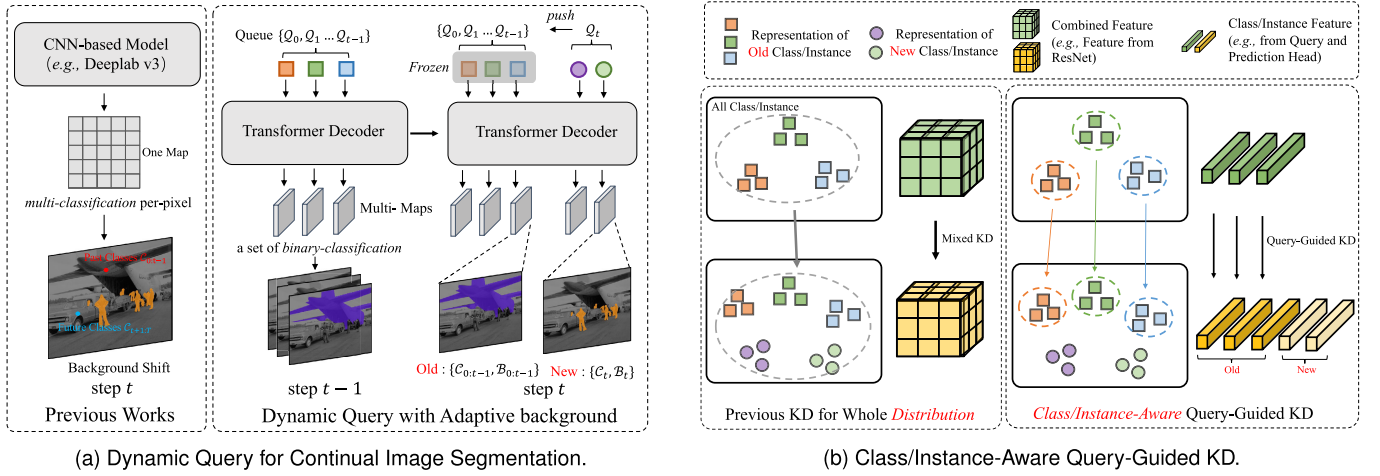 CNN-based Model
(e.g., Deeplab v3)
One Map
multi-classification per-pixel
Past Classes C0:t−1
Future Classes Ct+1:T
Background Shift
step t
Previous Works
Queue {Q0, Q1 … Qt−1}
{Q0, Q1 … Qt−1}
push
Qt
Frozen
Transformer Decoder
Transformer Decoder
Multi- Maps
a set of binary-classification
Old : {C0:t−1, B0:t−1}
New : {Ct, Bt}
step t − 1
step t
Dynamic Query with Adaptive background
(a) Dynamic Query for Continual Image Segmentation.
Representation of
Old Class/Instance
Representation of
New Class/Instance
Combined Feature
(e.g., Feature from
ResNet)
Class/Instance Feature
(e.g., from Query and
Prediction Head)
All Class/Instance
Mixed KD
Previous KD for Whole Distribution
Query-Guided KD
Old
New
Class/Instance-Aware Query-Guided KD
(b) Class/Instance-Aware Query-Guided KD.